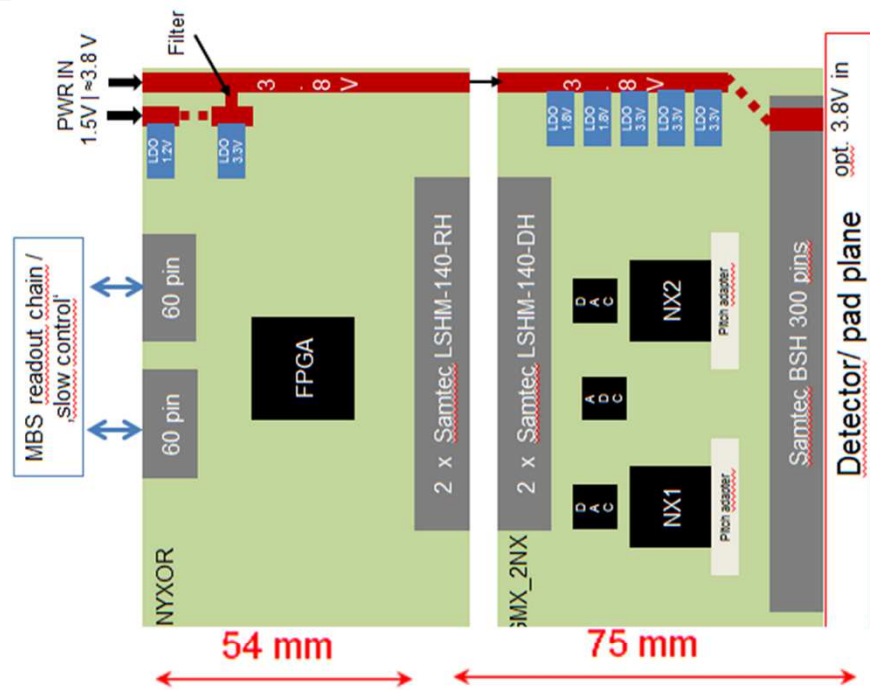 PWR IN
1.5V | ≈3.8 V
Filter
3.8V
LDO
1.2V
LDO
3.3V
MBS readout chain /
‚slow control'
60 pin
60 pin
FPGA
2 x Samtec LSHM-140-RH
NYXOR
54 mm
3.8V
LDO
1.8V
LDO
1.8V
LDO
3.3V
LDO
3.3V
LDO
3.3V
2 x Samtec LSHM-140-DH
DAC
ADC
DAC
NX2
Pitch adapter
NX1
Pitch adapter
Samtec BSH 300 pins
opt. 3.8V in
Detector/ pad plane
MX_2NX
75 mm